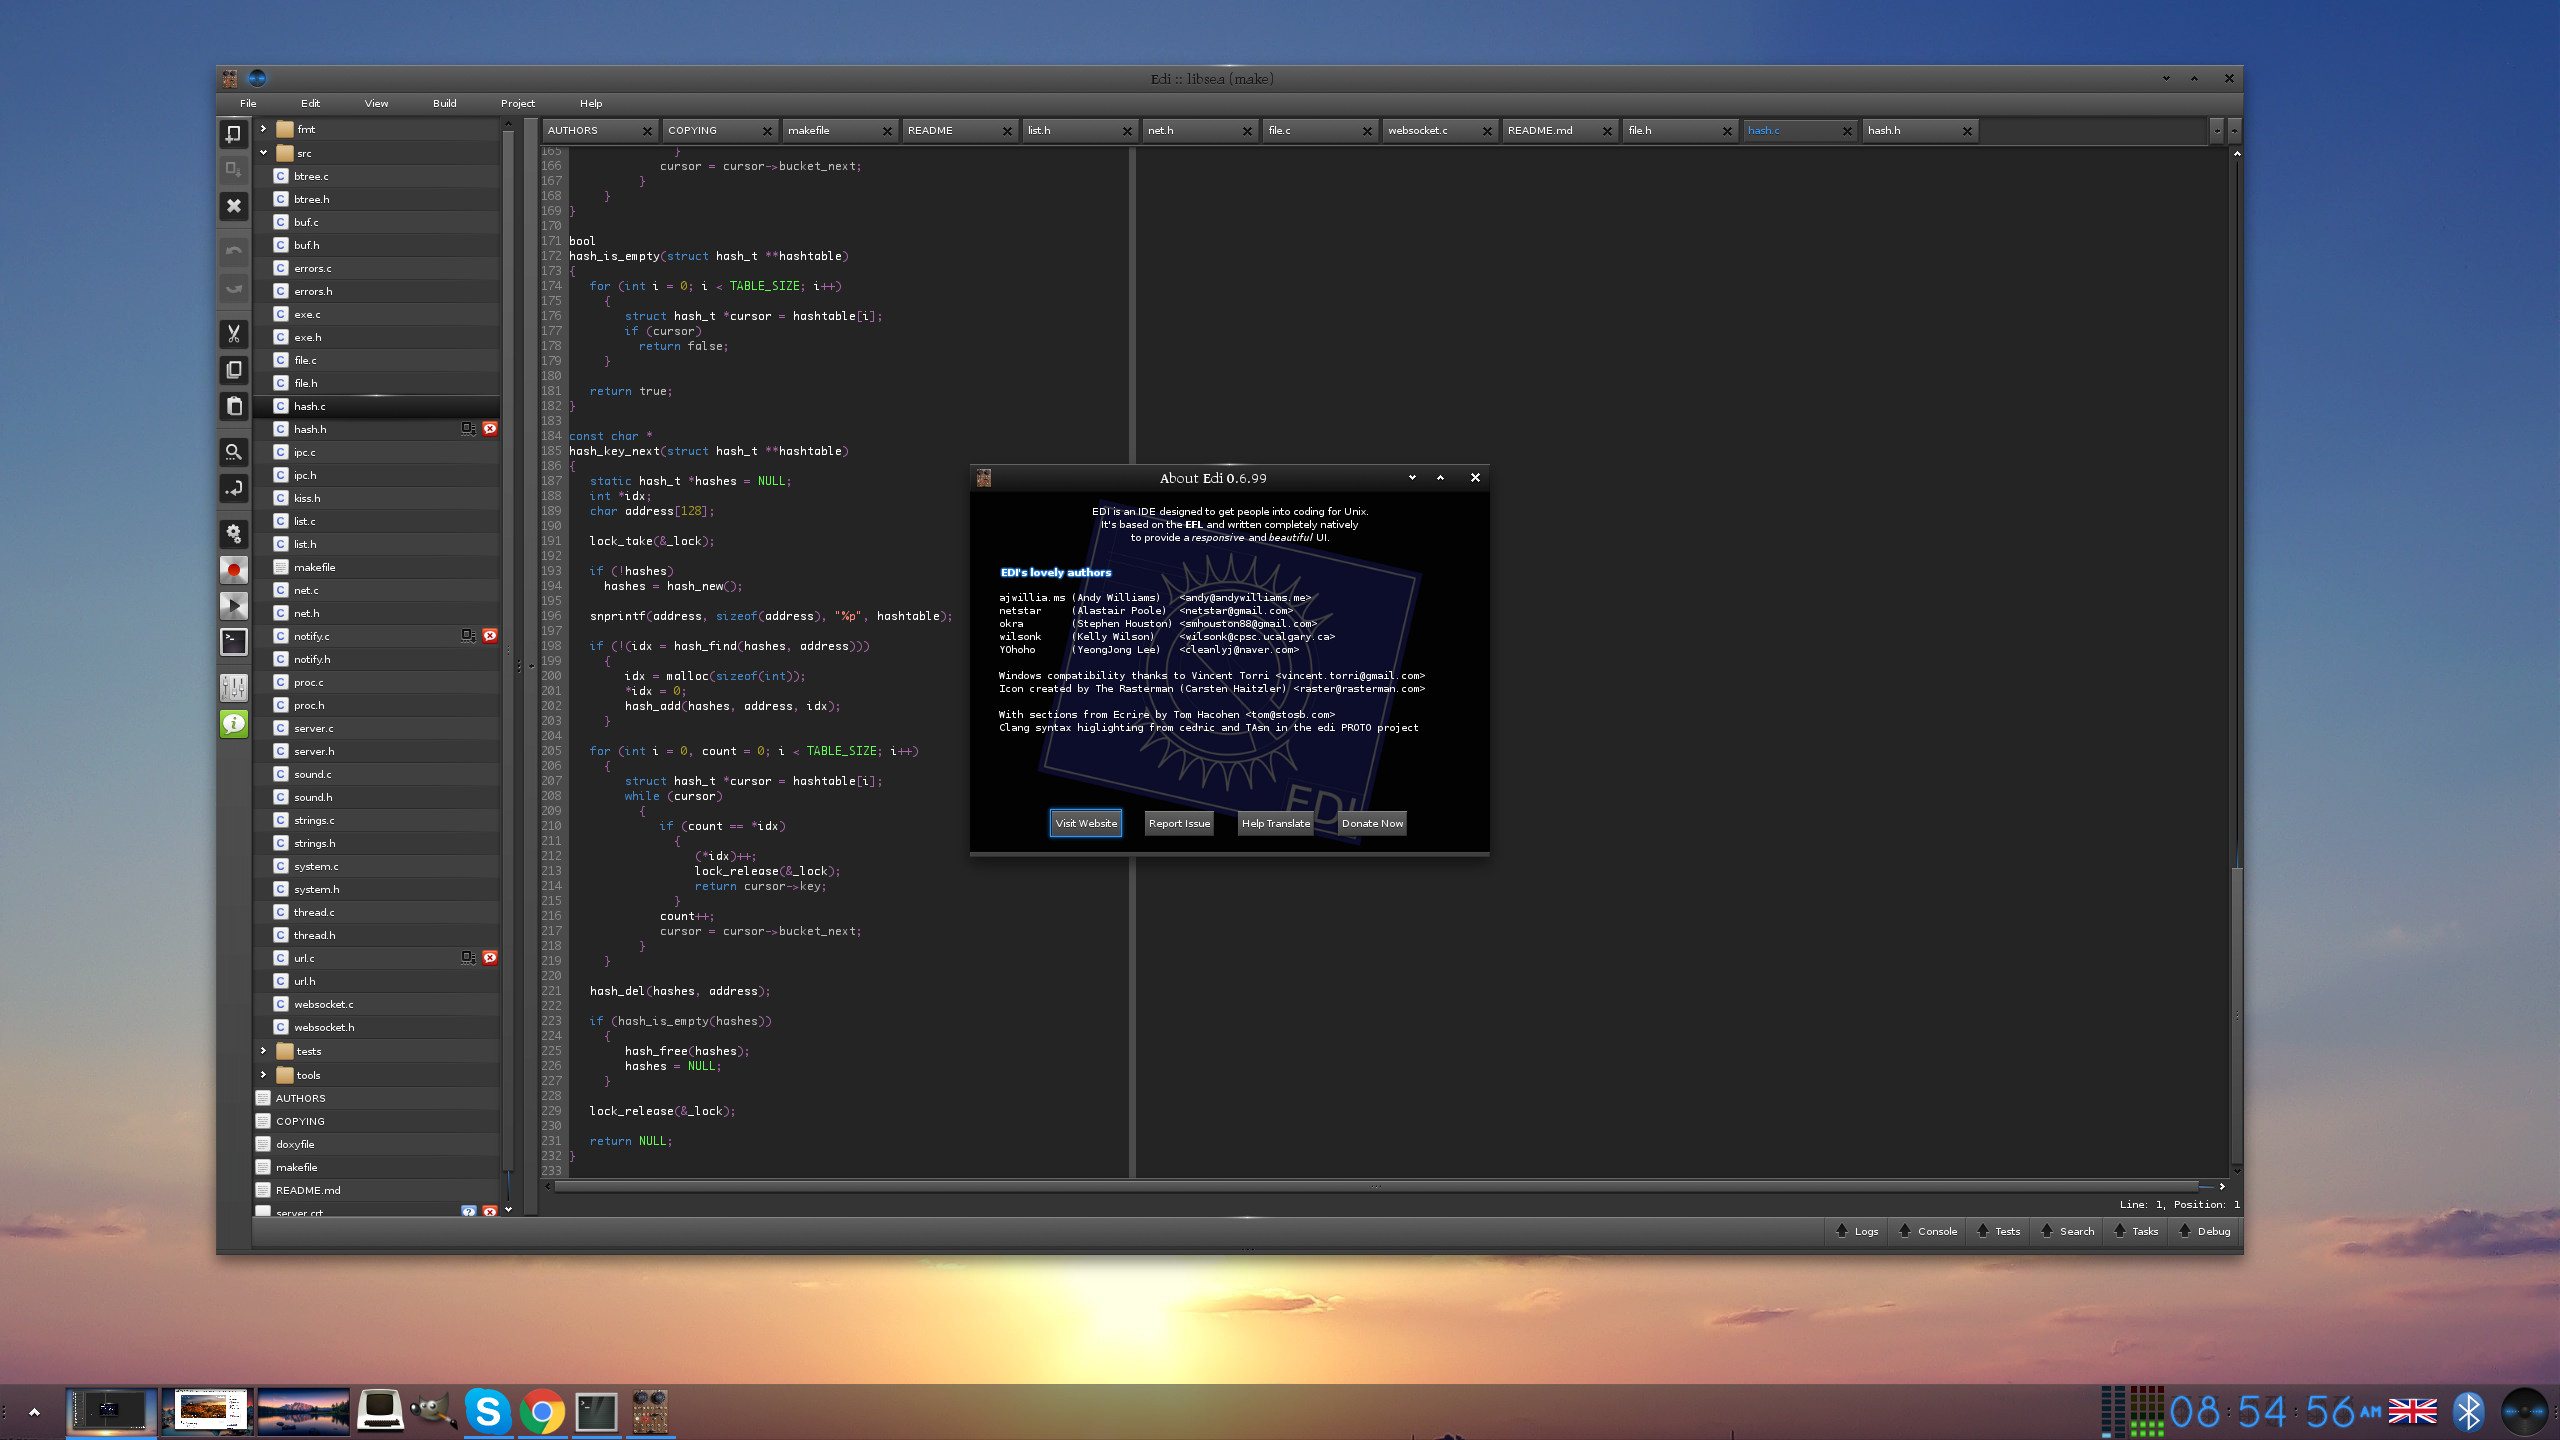 Edi :: libsea (make)
File Edit View Build Project Help
AUTHORS COPYING makefile README list.h net.h file.c websocket.c README.md file.h hash.c hash.h
fmt
src
btree.c
btree.h
buf.c
buf.h
errors.c
errors.h
exe.c
exe.h
file.c
file.h
hash.c
hash.h
ipc.c
ipc.h
kiss.h
list.c
list.h
makefile
net.c
net.h
notify.c
notify.h
proc.c
proc.h
server.c
server.h
sound.c
sound.h
strings.c
strings.h
system.c
system.h
thread.c
thread.h
url.c
url.h
websocket.c
websocket.h
tests
tools
AUTHORS
COPYING
doxyfile
makefile
README.md
server.crt
165 }
166 cursor = cursor->bucket_next;
167 }
168 }
169 }
170
171 bool
172 hash_is_empty(struct hash_t **hashtable)
173 {
174 for (int i = 0; i < TABLE_SIZE; i++)
175 {
176 struct hash_t *cursor = hashtable[i];
177 if (cursor)
178 return false;
179 }
180
181 return true;
182 }
183
184 const char *
185 hash_key_next(struct hash_t **hashtable)
186 {
187 static hash_t *hashes = NULL;
188 int *idx;
189 char address[128];
190
191 lock_take(&_lock);
192
193 if (!hashes)
194 hashes = hash_new();
195
196 snprintf(address, sizeof(address), "%p", hashtable);
197
198 if (!(idx = hash_find(hashes, address)))
199 {
200 idx = malloc(sizeof(int));
201 *idx = 0;
202 hash_add(hashes, address, idx);
203 }
204
205 for (int i = 0, count = 0; i < TABLE_SIZE; i++)
206 {
207 struct hash_t *cursor = hashtable[i];
208 while (cursor)
209 {
210 if (count == *idx)
211 {
212 (*idx)++;
213 lock_release(&_lock);
214 return cursor->key;
215 }
216 count++;
217 cursor = cursor->bucket_next;
218 }
219 }
220
221 hash_del(hashes, address);
222
223 if (hash_is_empty(hashes))
224 {
225 hash_free(hashes);
226 hashes = NULL;
227 }
228
229 lock_release(&_lock);
230
231 return NULL;
232 }
233
About Edi 0.6.99
EDI is an IDE designed to get people into coding for Unix.
It's based on the EFL and written completely natively
to provide a responsive and beautiful UI.
EDI's lovely authors
ajwillia.ms (Andy Williams) <andy@andywilliams.me>
netstar (Alastair Poole) <netstar@gmail.com>
okra (Stephen Houston) <smhouston88@gmail.com>
wilsonk (Kelly Wilson) <wilsonk@cpsc.ucalgary.ca>
YOhoho (YeongJong Lee) <cleanlyj@naver.com>
Windows compatibility thanks to Vincent Torri <vincent.torri@gmail.com>
Icon created by The Rasterman (Carsten Haitzler) <raster@rasterman.com>
With sections from Ecrire by Tom Hacohen <tom@stosb.com>
Clang syntax higlighting from cedric and TAsn in the edi PROTO project
EDI
Visit Website Report Issue Help Translate Donate Now
Line: 1, Position: 1
Logs Console Tests Search Tasks Debug
08:54:56 AM